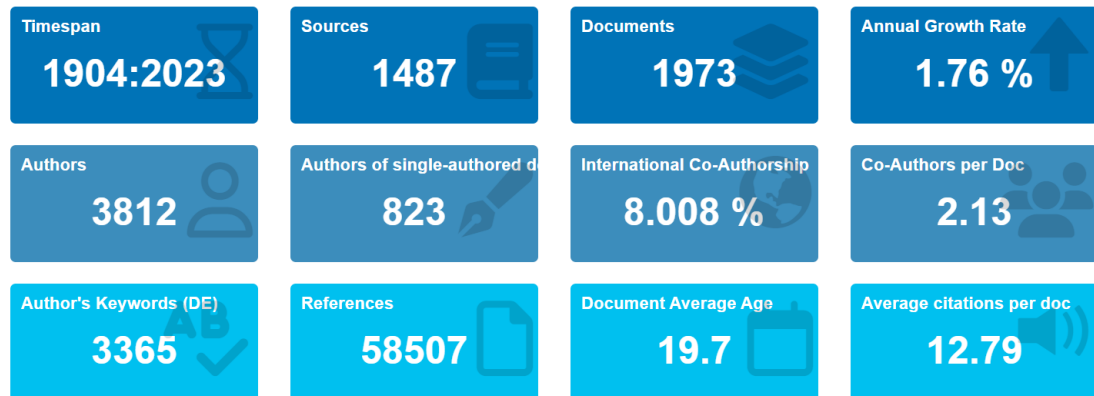 Timespan
1904:2023
Sources
1487
Documents
1973
Annual Growth Rate
1.76 %
Authors
3812
Authors of single-authored d
823
International Co-Authorship
8.008 %
Co-Authors per Doc
2.13
Author's Keywords (DE)
AB
3365
References
58507
Document Average Age
19.7
Average citations per doc
12.79